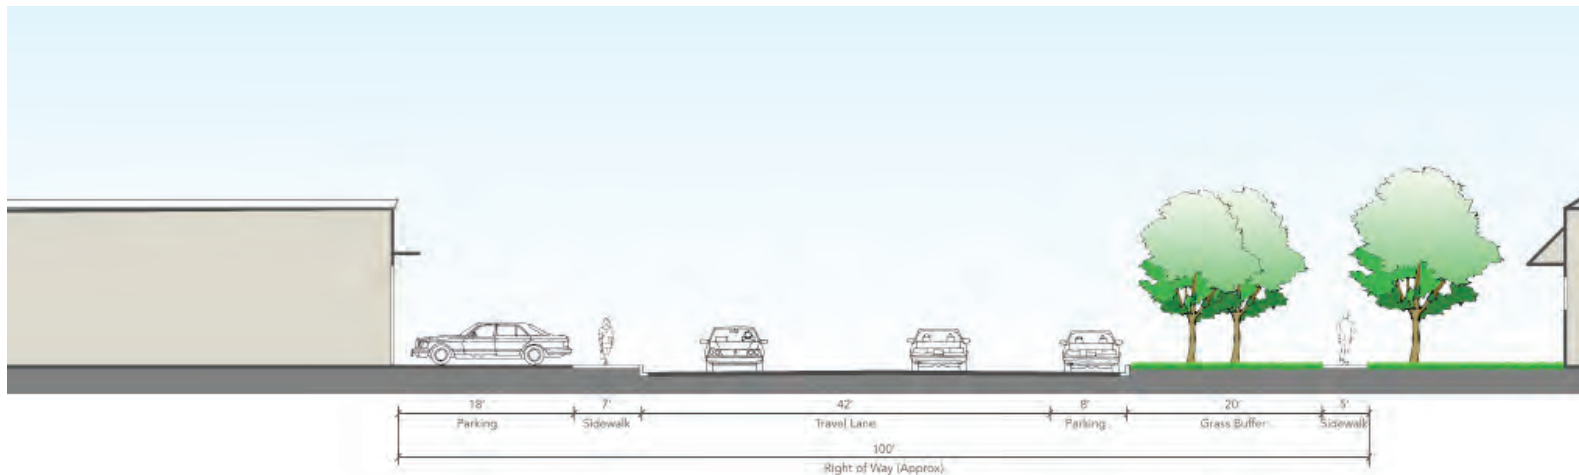 18' 7' 42' 8' 20' 5'
Parking Sidewalk Travel Lane Parking Grass Buffer Sidewalk
100'
Right of Way (Approx)